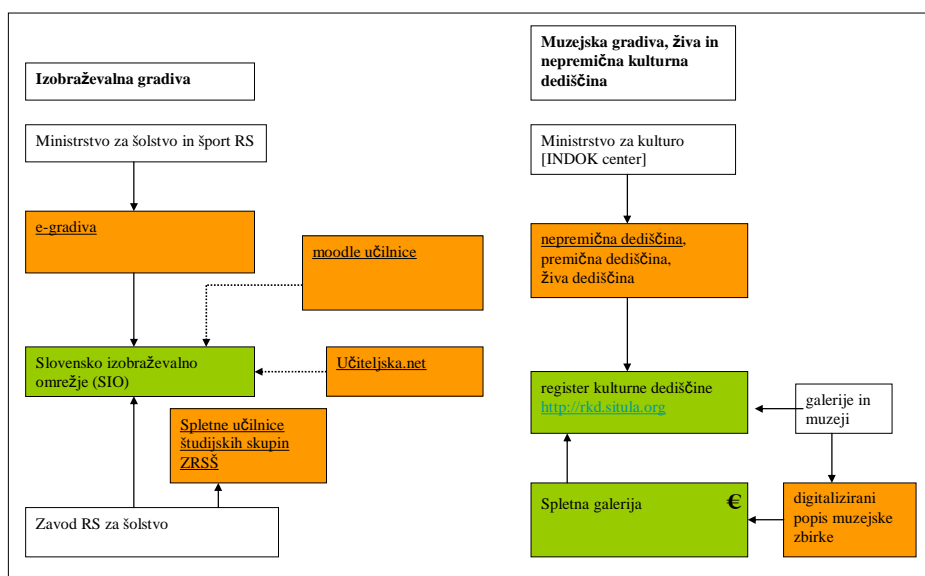 Izobraževalna gradiva
Ministrstvo za šolstvo in šport RS
e-gradiva
moodle učilnice
Slovensko izobraževalno
omrežje (SIO)
Učiteljska.net
Spletne učilnice
študijskih skupin
ZRSŠ
Zavod RS za šolstvo
Muzejska gradiva, živa in
nepremična kulturna
dediščina
Ministrstvo za kulturo
[INDOK center]
nepremična dediščina,
premična dediščina,
živa dediščina
register kulturne dediščine
http://rkd.situla.org
galerije in
muzeji
Spletna galerija €
digitalizirani
popis muzejske
zbirke